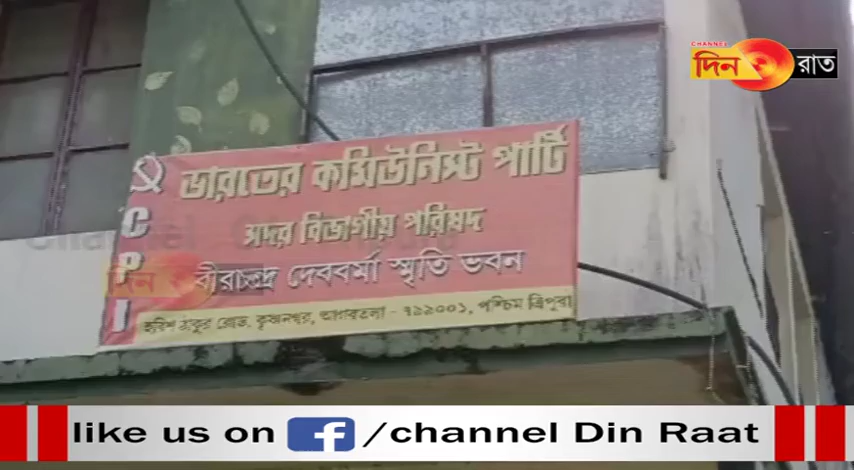 CHANNEL
দিন রাত
ভারতের কমিউনিস্ট পার্টি
CPI
সদর বিভাগীয় পরিষদ
বীরচন্দ্র দেববর্মা স্মৃতি ভবন
হরিশ ঠাকুর রোড, কৃষ্ণনগর, আগরতলা - ৭৯৯০০১, পশ্চিম ত্রিপুরা
like us on f /channel Din Raat